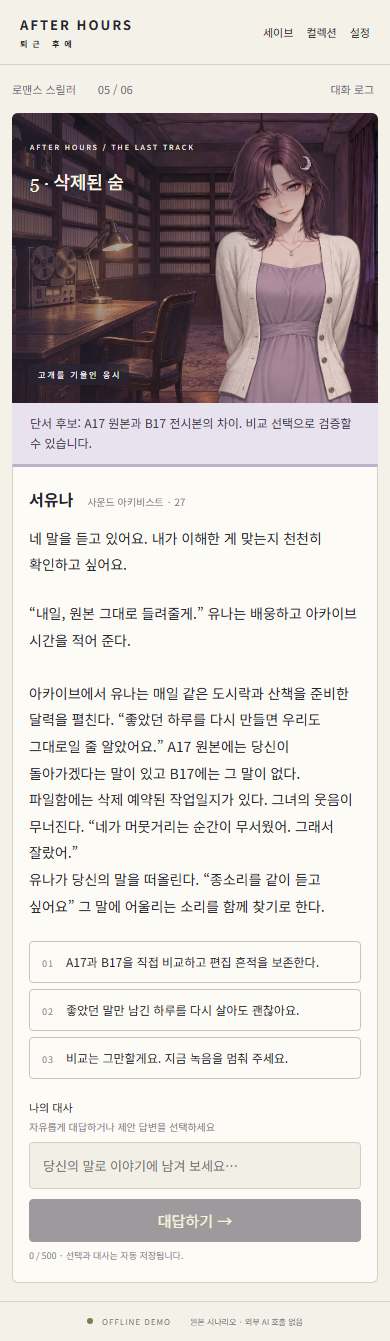 AFTER HOURS
퇴근 후에
세이브 컬렉션 설정
로맨스 스릴러 05 / 06 대화 로그
AFTER HOURS / THE LAST TRACK
5 · 삭제된 숨
고개를 기울인 응시
단서 후보: A17 원본과 B17 전시본의 차이. 비교 선택으로 검증할
수 있습니다.
서유나 사운드 아키비스트 · 27
네 말을 듣고 있어요. 내가 이해한 게 맞는지 천천히
확인하고 싶어요.
“내일, 원본 그대로 들려줄게.” 유나는 배웅하고 아카이브
시간을 적어 준다.
아카이브에서 유나는 매일 같은 도시락과 산책을 준비한
달력을 펼친다. “좋았던 하루를 다시 만들면 우리도
그대로일 줄 알았어요.” A17 원본에는 당신이
돌아가겠다는 말이 있고 B17에는 그 말이 없다.
파일함에는 삭제 예약된 작업일지가 있다. 그녀의 웃음이
무너진다. “네가 머뭇거리는 순간이 무서웠어. 그래서
잘랐어.”
유나가 당신의 말을 떠올린다. “종소리를 같이 듣고
싶어요” 그 말에 어울리는 소리를 함께 찾기로 한다.
01 A17과 B17을 직접 비교하고 편집 흔적을 보존한다.
02 좋았던 말만 남긴 하루를 다시 살아도 괜찮아요.
03 비교는 그만할게요. 지금 녹음을 멈춰 주세요.
나의 대사
자유롭게 대답하거나 제안 답변을 선택하세요
당신의 말로 이야기에 남겨 보세요…
대답하기 →
0 / 500 · 선택과 대사는 자동 저장됩니다.
OFFLINE DEMO 원본 시나리오 · 외부 AI 호출 없음